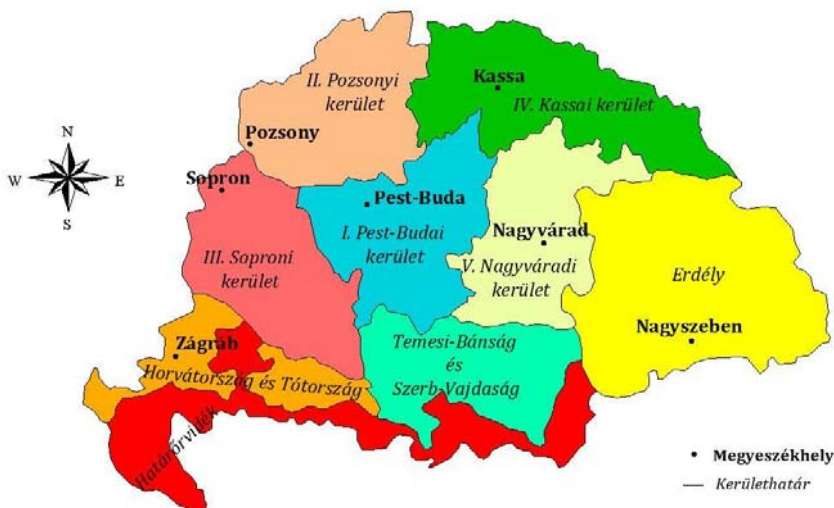 II. Pozsonyi
kerület
Kassa
IV. Kassai kerület
Pozsony
N
W
E
S
Sopron
Pest-Buda
I. Pest-Budai
kerület
Nagyvárad
V. Nagyváradi
kerület
III. Soproni
kerület
Erdély
Nagyszeben
Zágráb
Horvátország és Tótország
Temesi-Bánság
és
Szerb-Vajdaság
Határőrvidék
Megyeszékhely
Kerülethatár